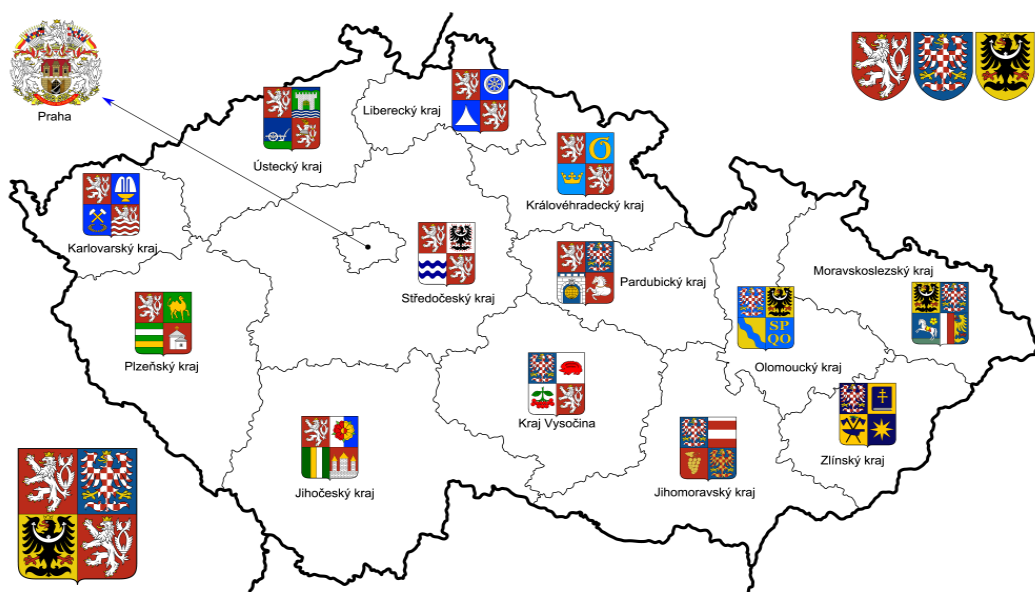 Praha
Liberecký kraj
Ústecký kraj
Královéhradecký kraj
Karlovarský kraj
Středočeský kraj
Pardubický kraj
Moravskoslezský kraj
Plzeňský kraj
SP
QO
Olomoucký kraj
Kraj Vysočina
Zlínský kraj
Jihočeský kraj
Jihomoravský kraj